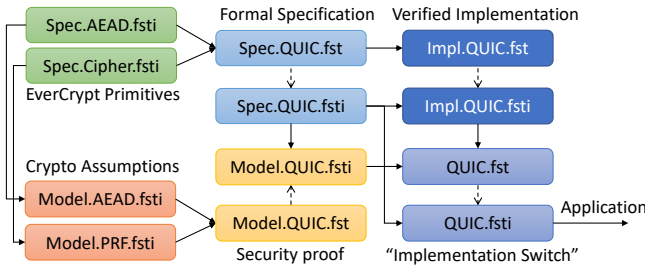 Formal Specification
Verified Implementation
Spec.AEAD.fsti
Spec.QUIC.fst
Impl.QUIC.fst
Spec.Cipher.fsti
EverCrypt Primitives
Spec.QUIC.fsti
Impl.QUIC.fsti
Crypto Assumptions
Model.QUIC.fsti
QUIC.fst
Model.AEAD.fsti
Model.QUIC.fst
QUIC.fsti
Application
Model.PRF.fsti
Security proof
“Implementation Switch”